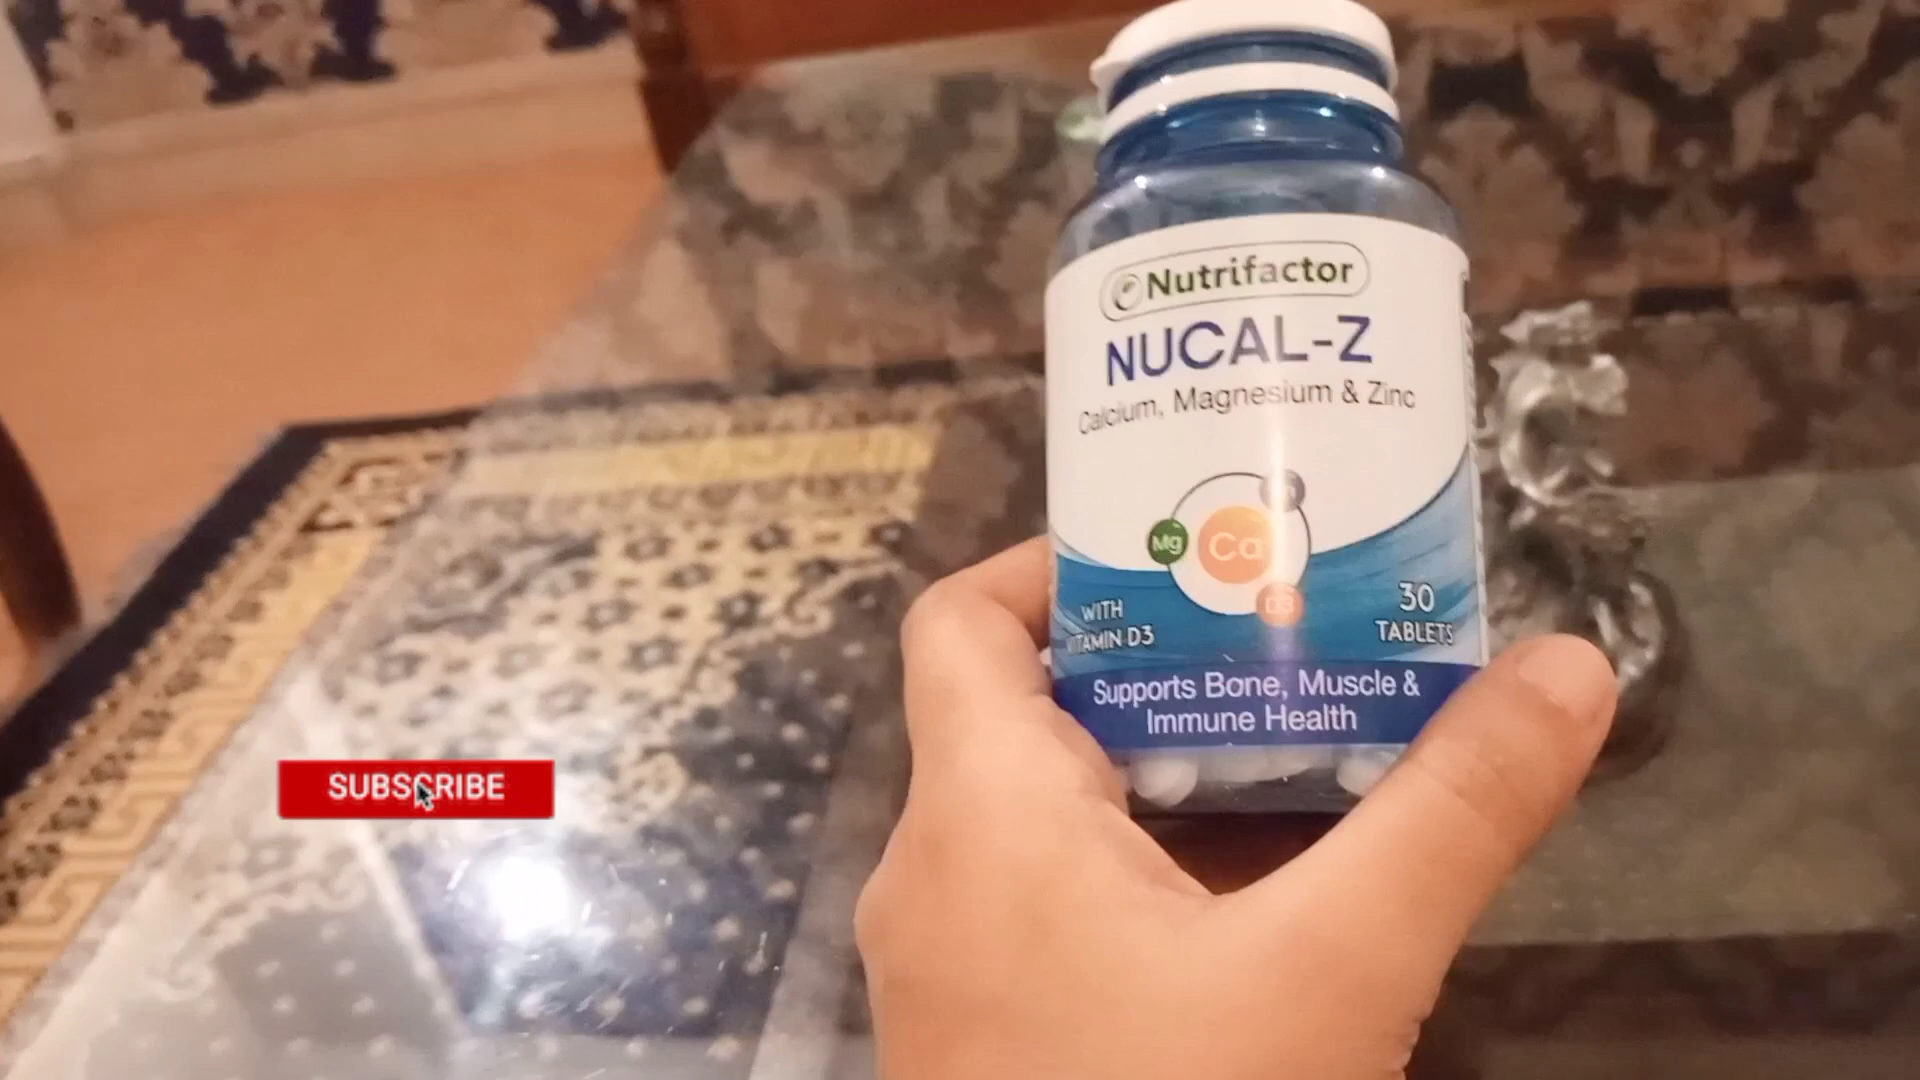 Nutrifactor
NUCAL-Z
Calcium, Magnesium & Zinc
Mg
Ca
D3
WITH
VITAMIN D3
30
TABLETS
Supports Bone, Muscle &
Immune Health
SUBSCRIBE